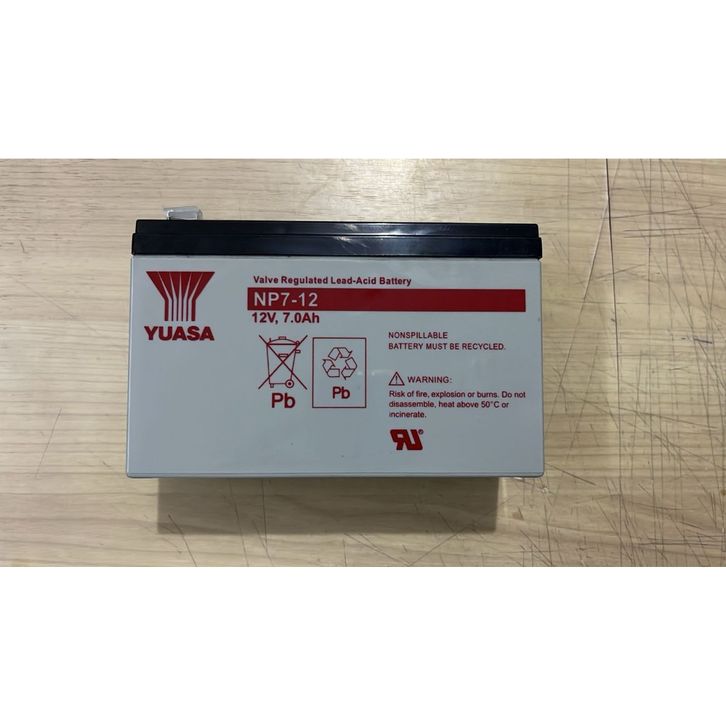 YUASA
Valve Regulated Lead-Acid Battery
NP7-12
12V, 7.0Ah
Pb
Pb
NONSPILLABLE
BATTERY MUST BE RECYCLED.
WARNING:
Risk of fire, explosion or burns. Do not
disassemble, heat above 50°C or
incinerate.
RU®